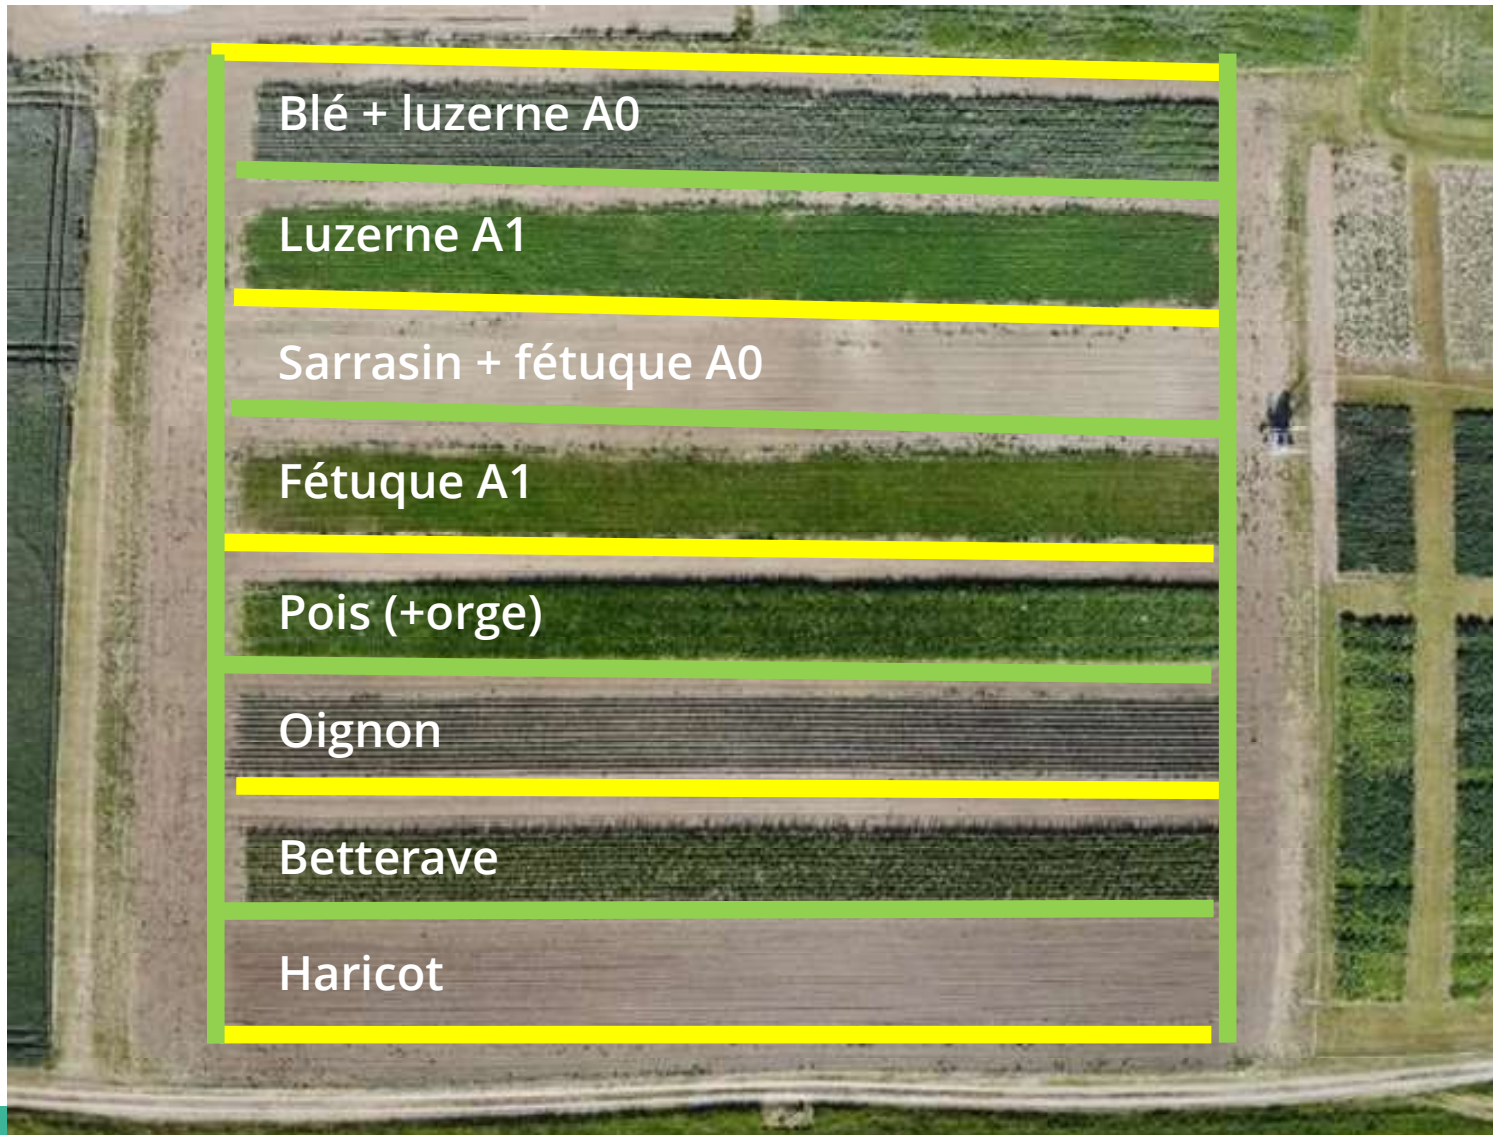 Blé + luzerne A0
Luzerne A1
Sarrasin + fétuque A0
Fétuque A1
Pois (+orge)
Oignon
Betterave
Haricot